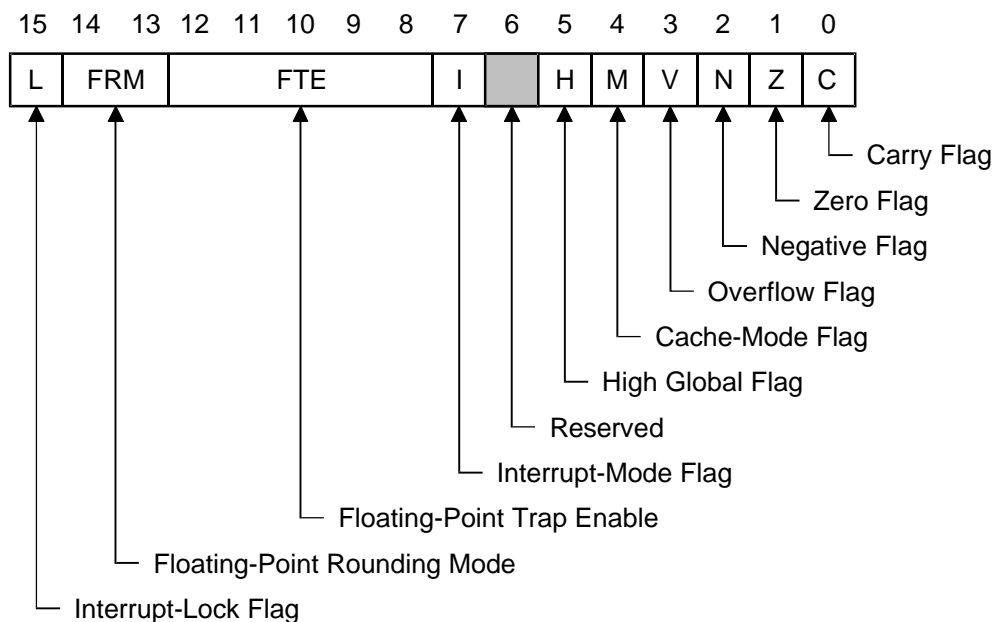 15 14 13 12 11 10 9 8 7 6 5 4 3 2 1 0
L FRM FTE I H M V N Z C
Carry Flag
Zero Flag
Negative Flag
Overflow Flag
Cache-Mode Flag
High Global Flag
Reserved
Interrupt-Mode Flag
Floating-Point Trap Enable
Floating-Point Rounding Mode
Interrupt-Lock Flag